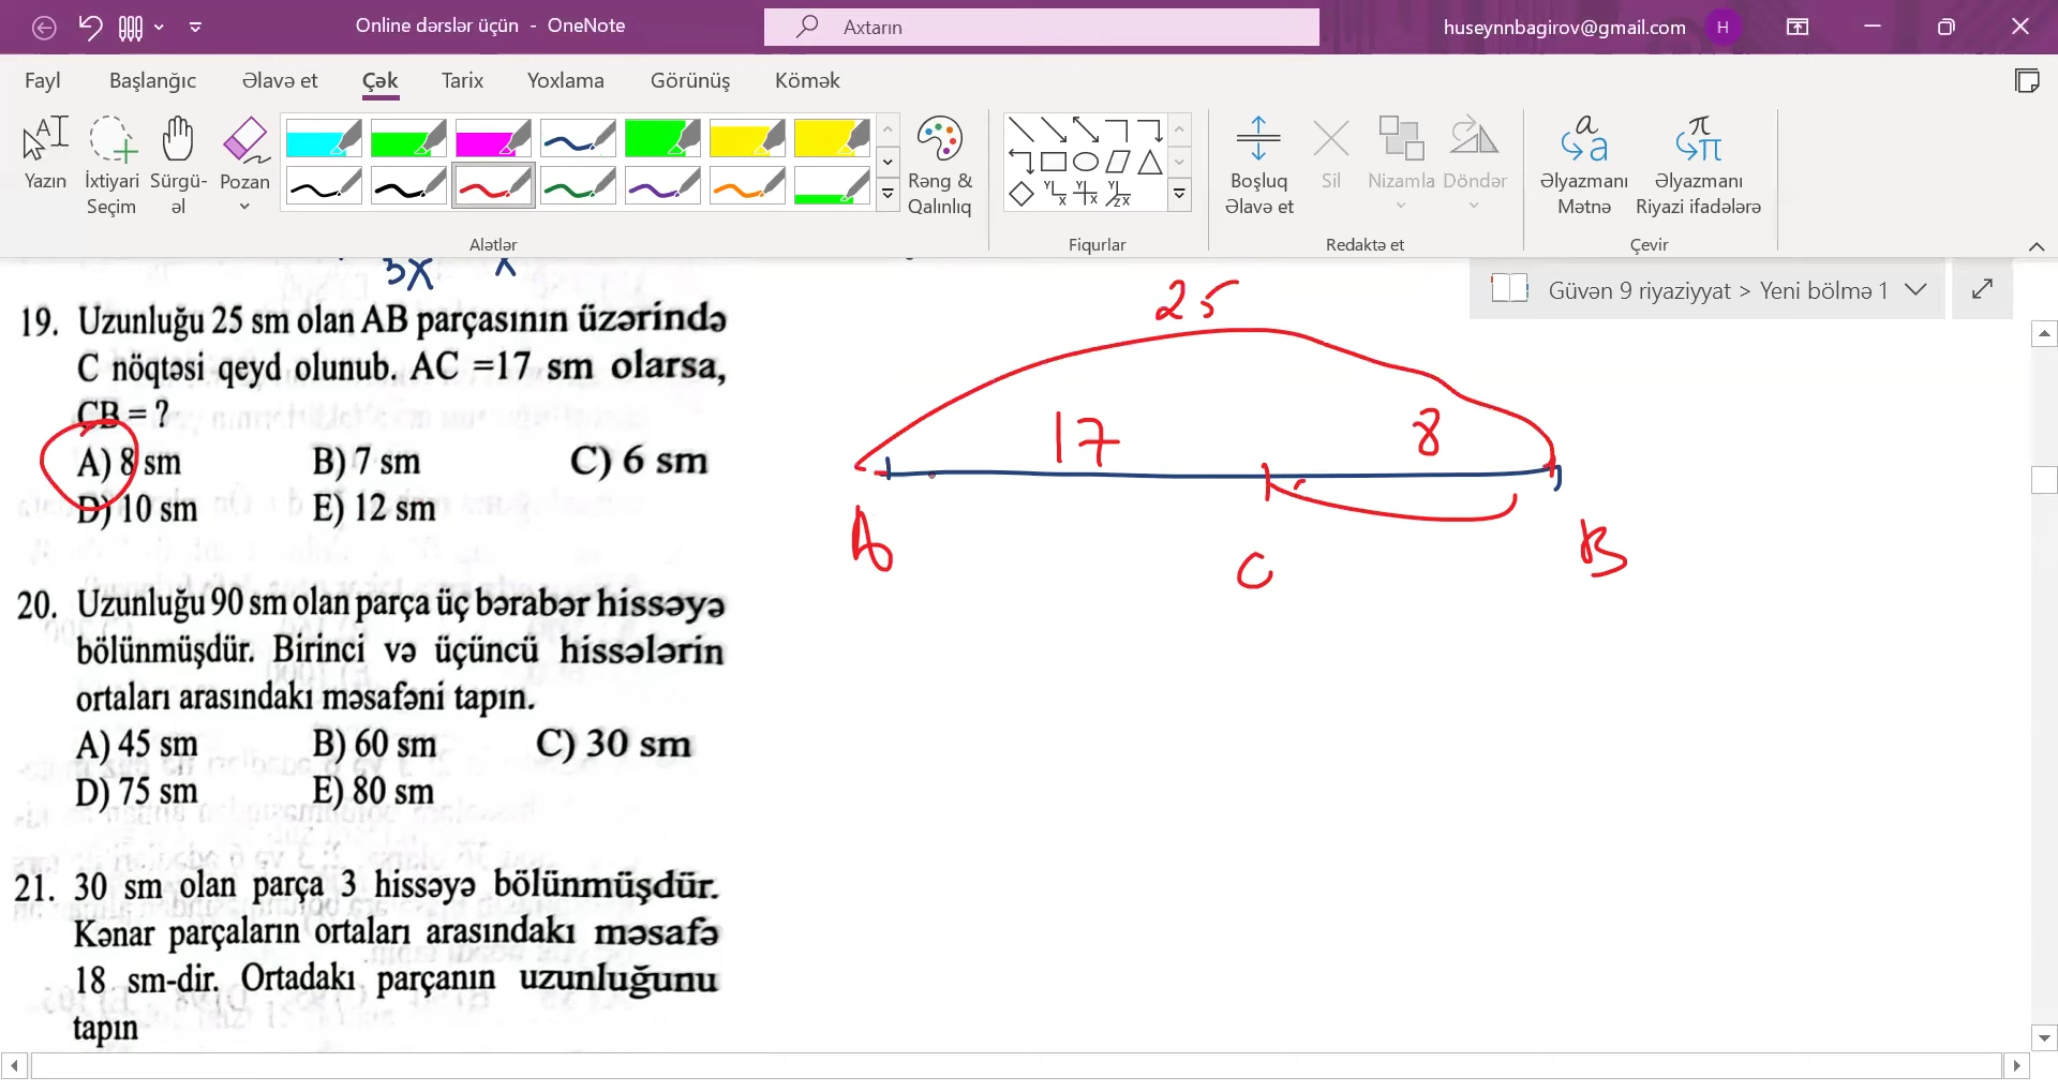 Online dərslər üçün - OneNote
Axtarın
huseynnbagirov@gmail.com
H
Fayl Başlanğıc Əlavə et Çək Tarix Yoxlama Görünüş Kömək
Yazın
İxtiyari Seçim
Sürgü-əl
Pozan
Rəng & Qalınlıq
Boşluq Əlavə et
Sil
Nizamla
Döndər
Əlyazmanı Mətnə
Əlyazmanı Riyazi ifadələrə
Alətlər
Fiqurlar
Redaktə et
Çevir
Güvən 9 riyaziyyat > Yeni bölmə 1
3x x
19. Uzunluğu 25 sm olan AB parçasının üzərində
C nöqtəsi qeyd olunub. AC =17 sm olarsa,
CB = ?
A) 8 sm B) 7 sm C) 6 sm
D) 10 sm E) 12 sm
25
17 8
A C B
20. Uzunluğu 90 sm olan parça üç bərabər hissəyə
bölünmüşdür. Birinci və üçüncü hissələrin
ortaları arasındakı məsafəni tapın.
A) 45 sm B) 60 sm C) 30 sm
D) 75 sm E) 80 sm
21. 30 sm olan parça 3 hissəyə bölünmüşdür.
Kənar parçaların ortaları arasındakı məsafə
18 sm-dir. Ortadakı parçanın uzunluğunu
tapın